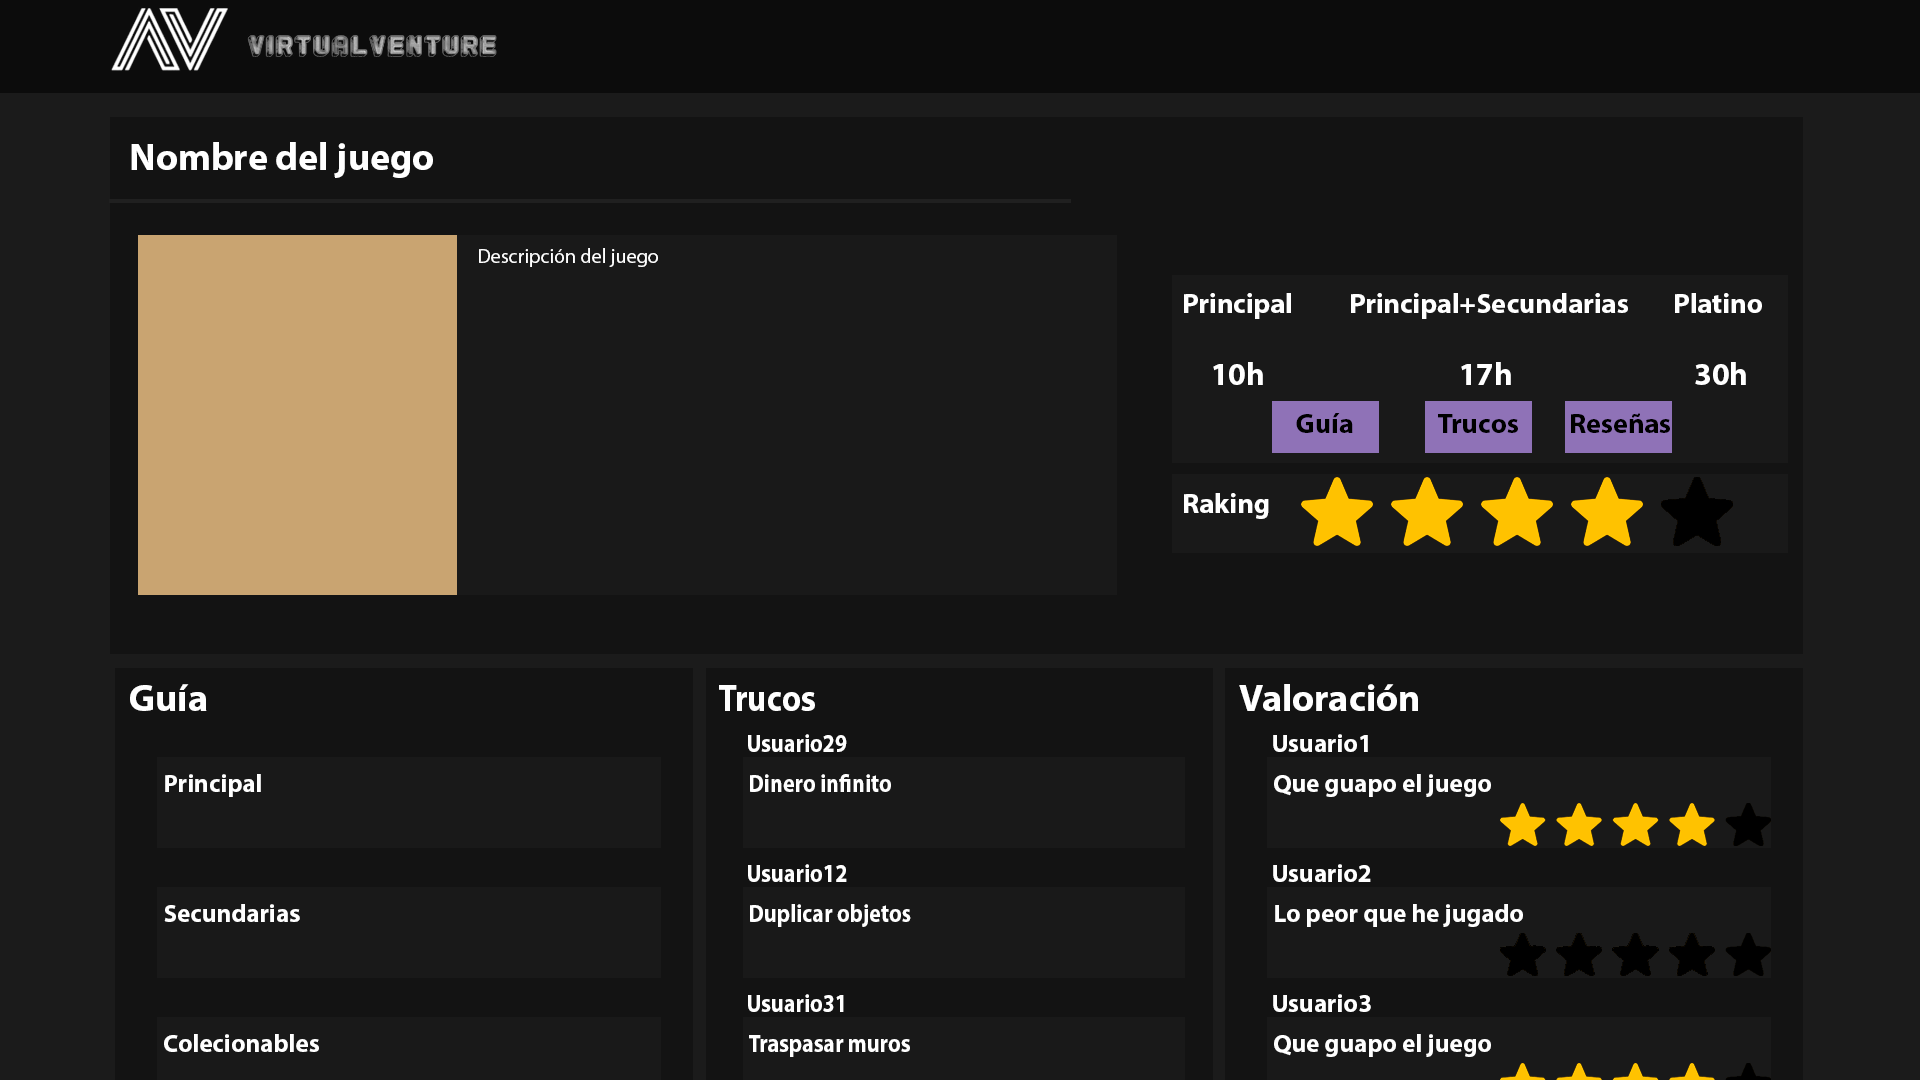 AV VIRTUALVENTURE
Nombre del juego
Descripción del juego
Principal Principal+Secundarias Platino
10h 17h 30h
Guía Trucos Reseñas
Raking
Guía
Principal
Secundarias
Colecionables
Trucos
Usuario29
Dinero infinito
Usuario12
Duplicar objetos
Usuario31
Traspasar muros
Valoración
Usuario1
Que guapo el juego
Usuario2
Lo peor que he jugado
Usuario3
Que guapo el juego